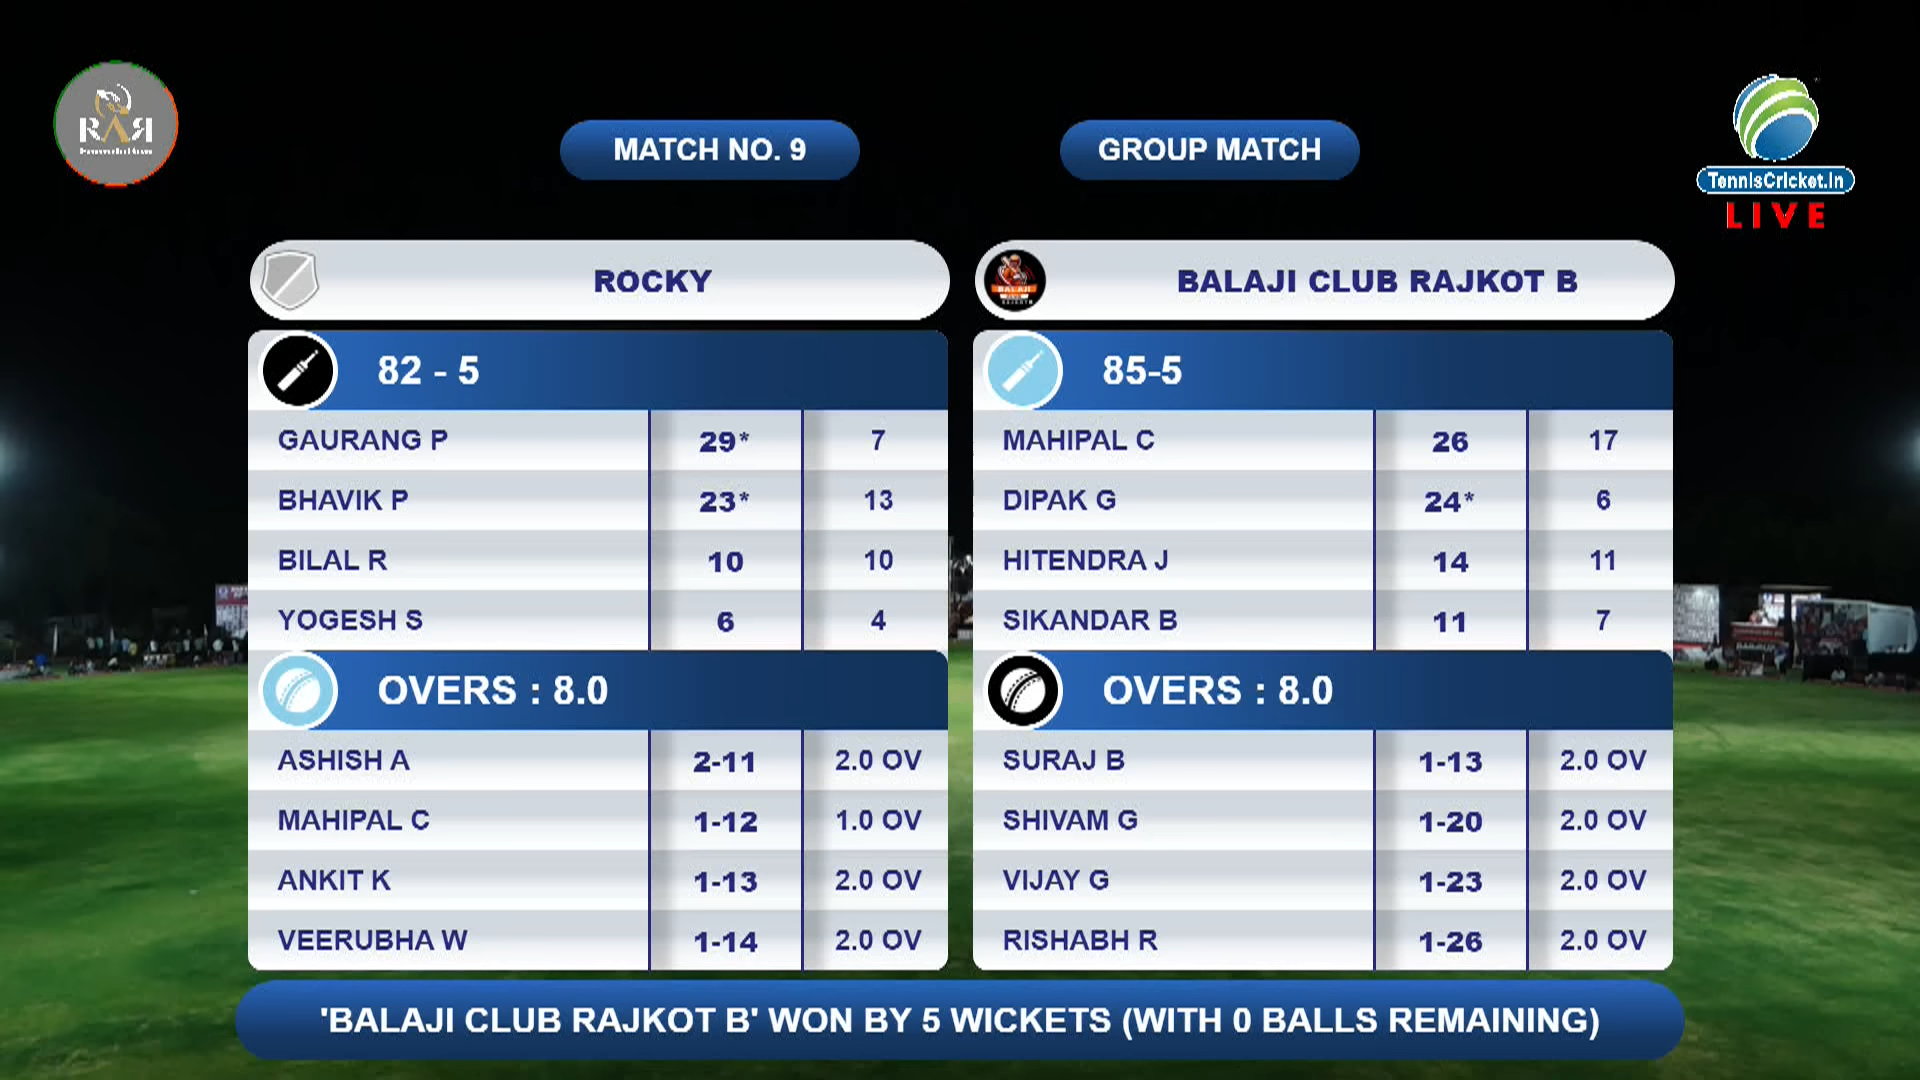 RAR
MATCH NO. 9
GROUP MATCH
TennisCricket.in
LIVE
ROCKY
BALAJI CLUB RAJKOT B
82 - 5
85-5
GAURANG P 29* 7
MAHIPAL C 26 17
BHAVIK P 23* 13
DIPAK G 24* 6
BILAL R 10 10
HITENDRA J 14 11
YOGESH S 6 4
SIKANDAR B 11 7
OVERS : 8.0
OVERS : 8.0
ASHISH A 2-11 2.0 OV
SURAJ B 1-13 2.0 OV
MAHIPAL C 1-12 1.0 OV
SHIVAM G 1-20 2.0 OV
ANKIT K 1-13 2.0 OV
VIJAY G 1-23 2.0 OV
VEERUBHA W 1-14 2.0 OV
RISHABH R 1-26 2.0 OV
'BALAJI CLUB RAJKOT B' WON BY 5 WICKETS (WITH 0 BALLS REMAINING)